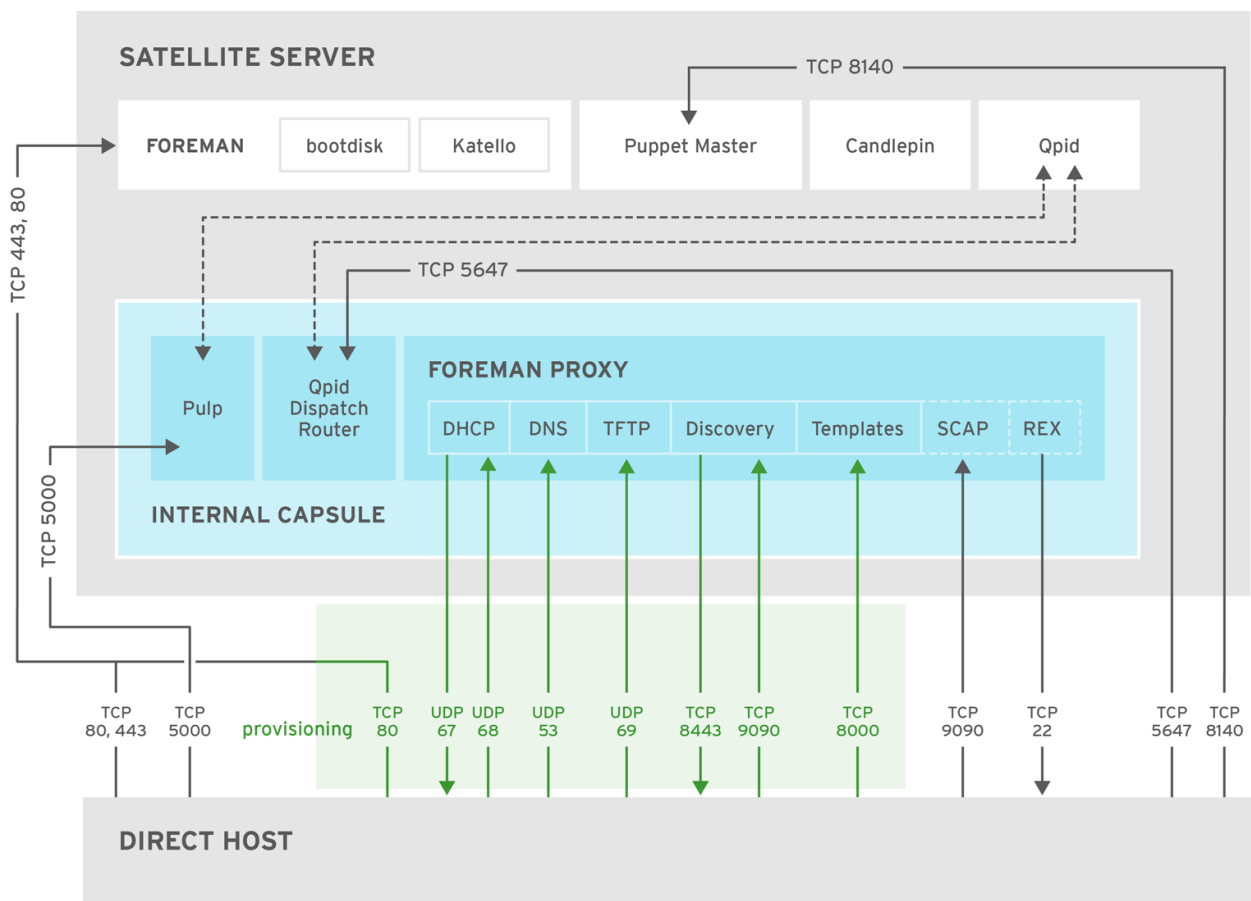 SATELLITE SERVER
TCP 8140
FOREMAN
bootdisk
Katello
Puppet Master
Candlepin
Qpid
TCP 443, 80
TCP 5647
FOREMAN PROXY
Pulp
Qpid
Dispatch
Router
DHCP
DNS
TFTP
Discovery
Templates
SCAP
REX
INTERNAL CAPSULE
TCP 5000
TCP
80, 443
TCP
5000
provisioning
TCP
80
UDP
67
UDP
68
UDP
53
UDP
69
TCP
8443
TCP
9090
TCP
8000
TCP
9090
TCP
22
TCP
5647
TCP
8140
DIRECT HOST